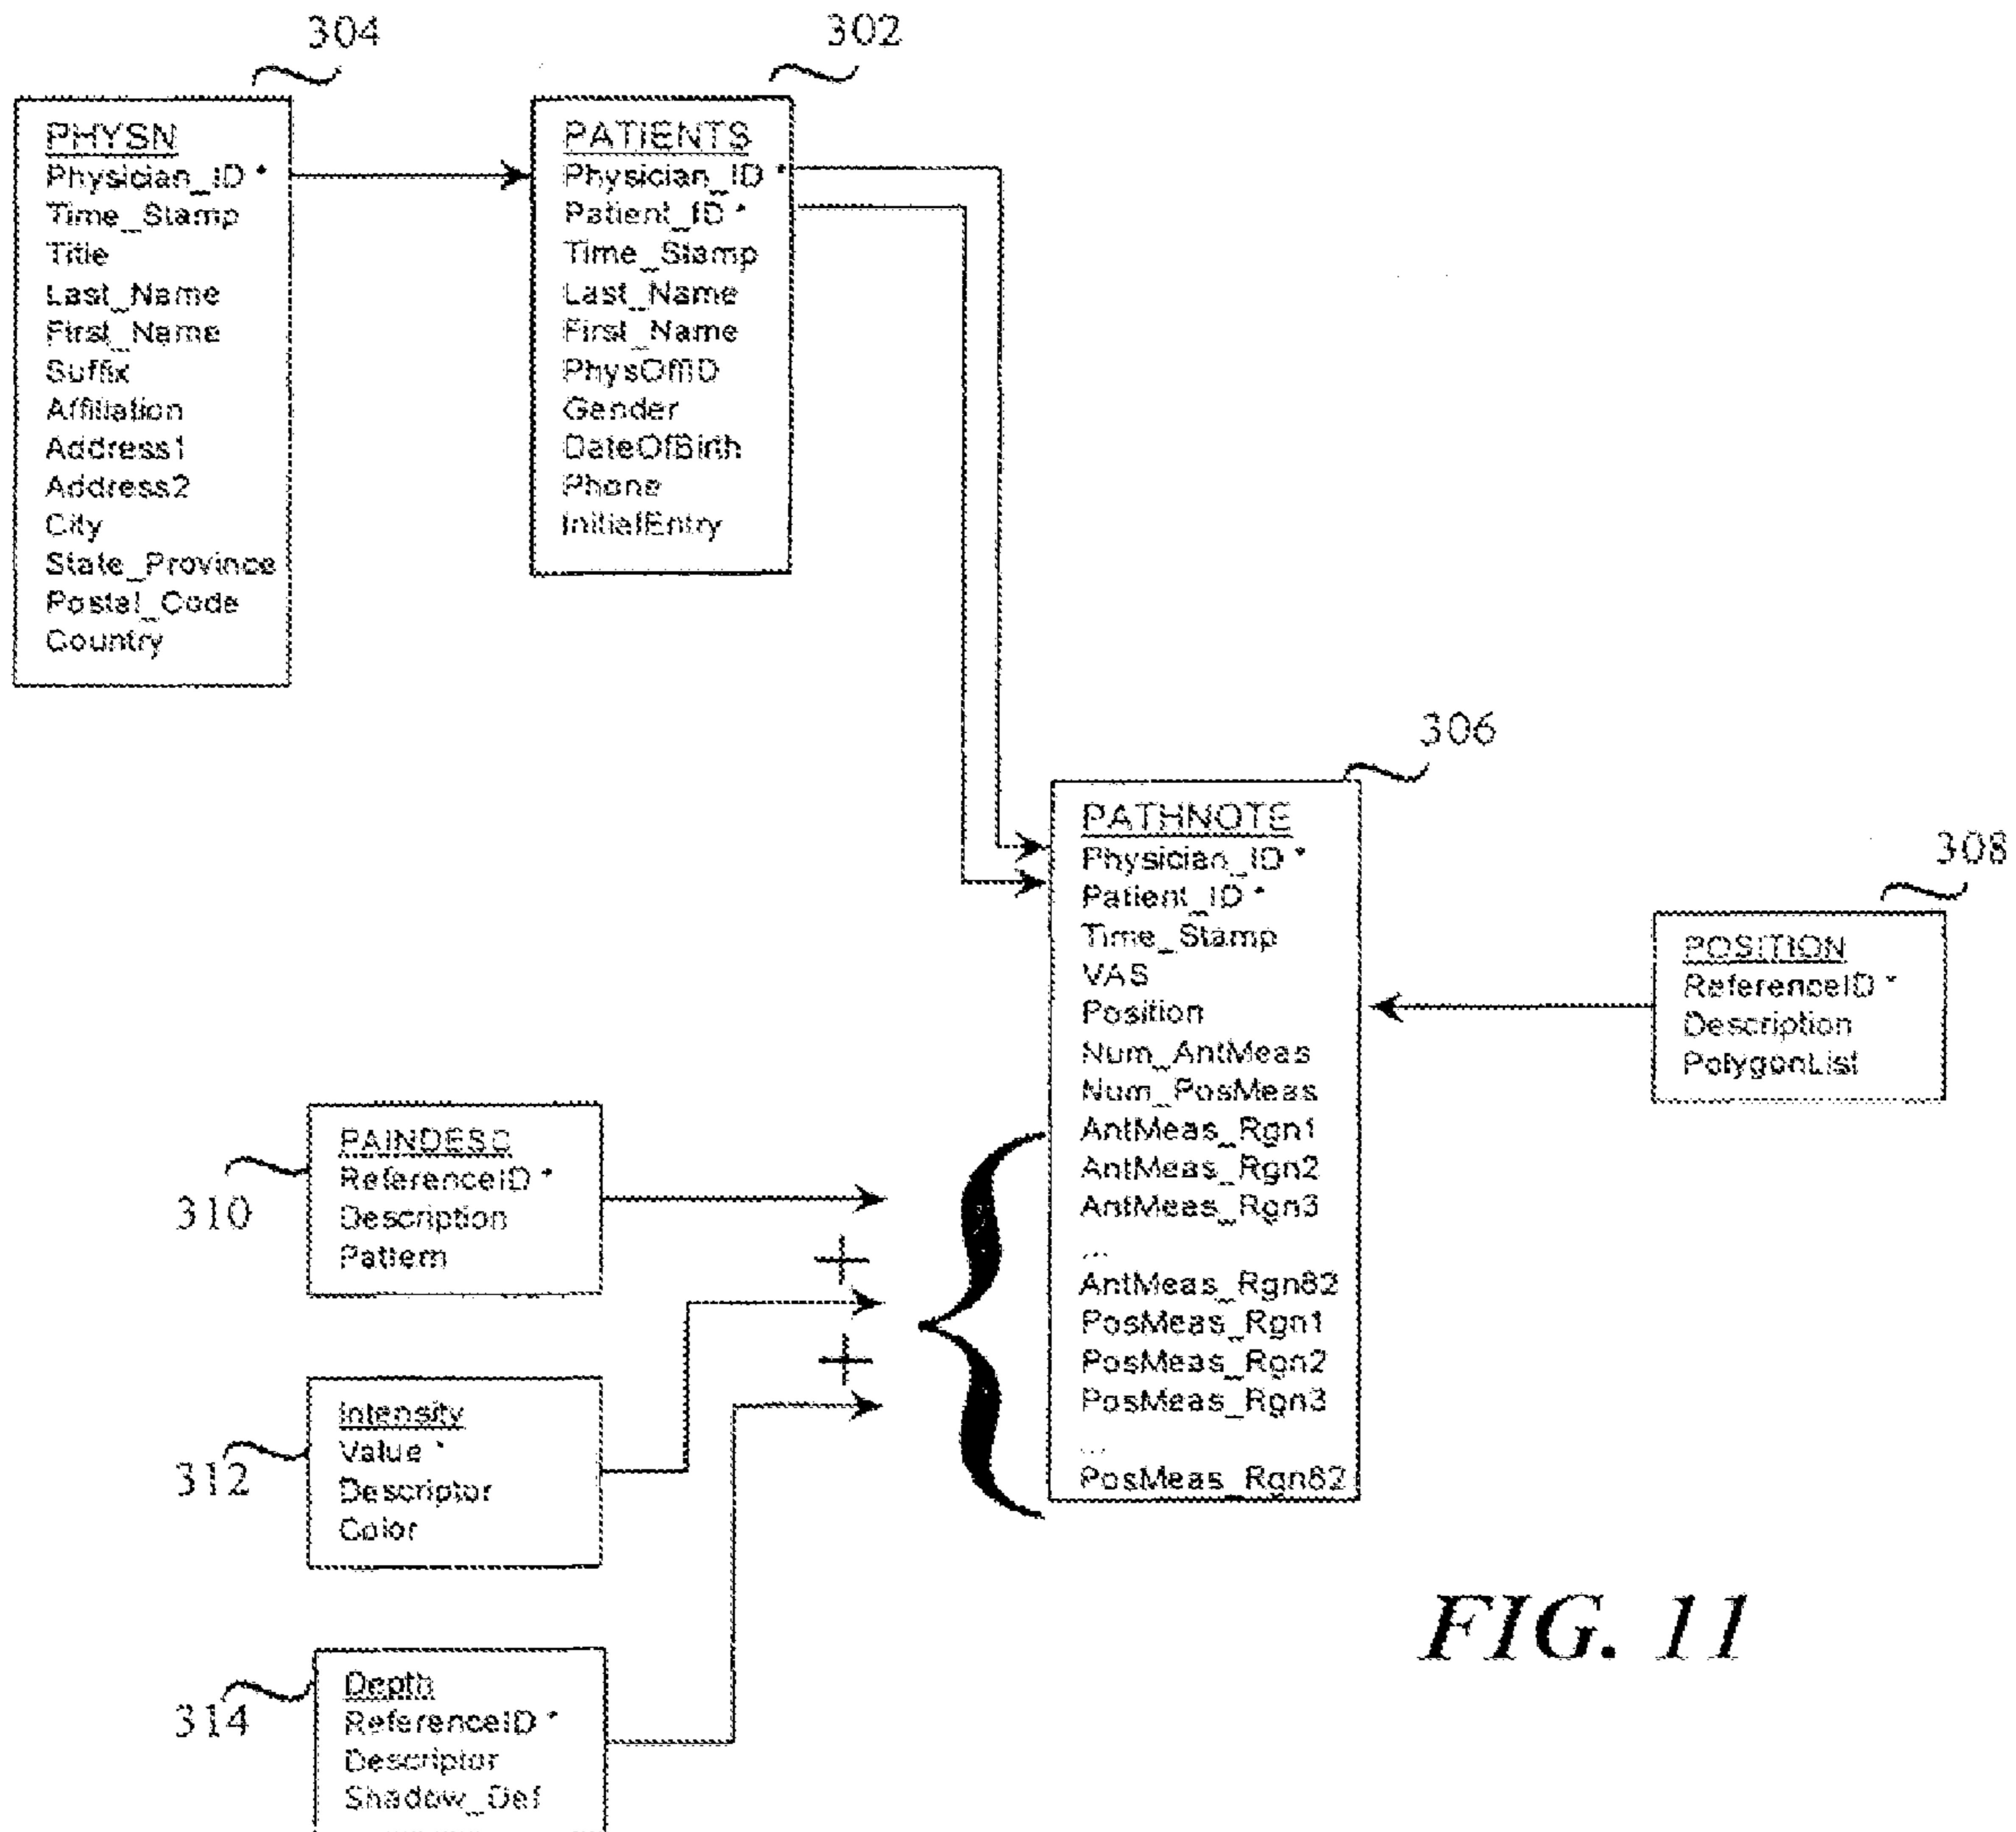 304
PHYSN
Physician_ID *
Time_Stamp
Title
Last_Name
First_Name
Suffix
Affiliation
Address1
Address2
City
State_Province
Postal_Code
Country
302
PATIENTS
Physician_ID *
Patient_ID *
Time_Stamp
Last_Name
First_Name
PhysOffID
Gender
DateOfBirth
Phone
InitialEntry
306
PATHNOTE
Physician_ID *
Patient_ID *
Time_Stamp
VAS
Position
Num_AntMeas
Num_PosMeas
AntMeas_Rgn1
AntMeas_Rgn2
AntMeas_Rgn3
...
AntMeas_Rgn62
PosMeas_Rgn1
PosMeas_Rgn2
PosMeas_Rgn3
...
PosMeas_Rgn62
308
POSITION
ReferenceID *
Description
PolygonList
310
PAINDESC
ReferenceID *
Description
Pattern
+
+
312
Intensity
Value *
Descriptor
Color
314
Depth
ReferenceID *
Descriptor
Shadow_Def
FIG. 11